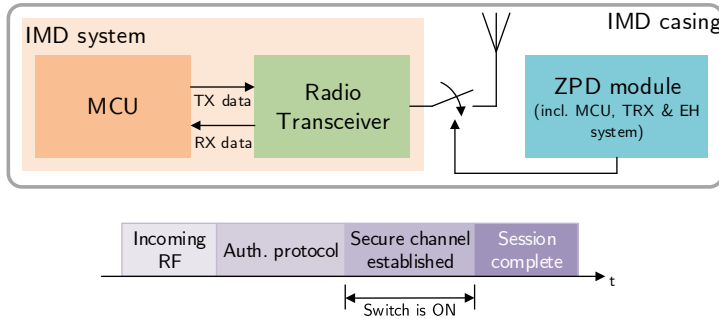 IMD system
IMD casing
MCU
TX data
RX data
Radio
Transceiver
ZPD module
(incl. MCU, TRX & EH
system)
Incoming
RF
Auth. protocol
Secure channel
established
Session
complete
t
Switch is ON